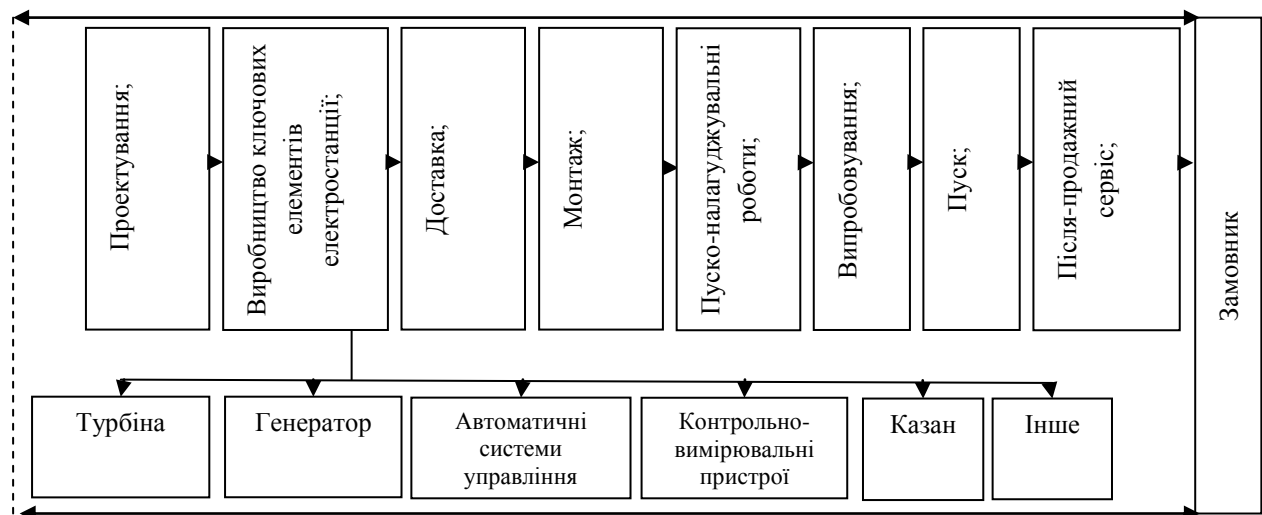 Проектування;
Виробництво ключових
елементів
електростанції;
Доставка;
Монтаж;
Пуско-налагуджувальні
роботи;
Випробовування;
Пуск;
Після-продажний
сервіс;
Замовник
Турбіна
Генератор
Автоматичні
системи
управління
Контрольно-
вимірювальні
пристрої
Казан
Інше